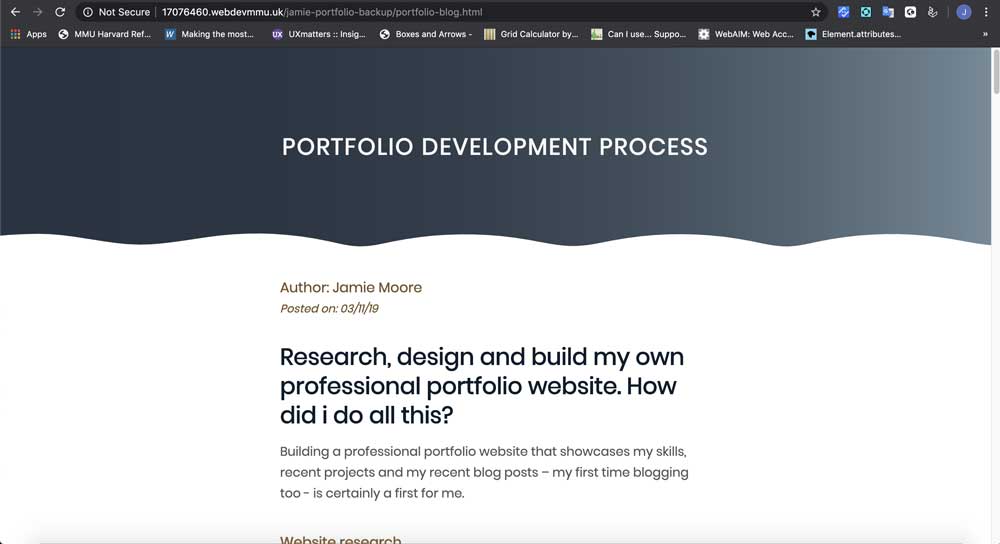 Not Secure | 17076460.webdevmmu.uk/jamie-portfolio-backup/portfolio-blog.html
J
Apps MMU Harvard Ref... W Making the most... UX UXmatters :: Insig... Boxes and Arrows - Grid Calculator by... Can I use... Suppo... WebAIM: Web Acc... Element.attributes... »
PORTFOLIO DEVELOPMENT PROCESS
Author: Jamie Moore
Posted on: 03/11/19
Research, design and build my own
professional portfolio website. How
did i do all this?
Building a professional portfolio website that showcases my skills,
recent projects and my recent blog posts – my first time blogging
too - is certainly a first for me.
Website research